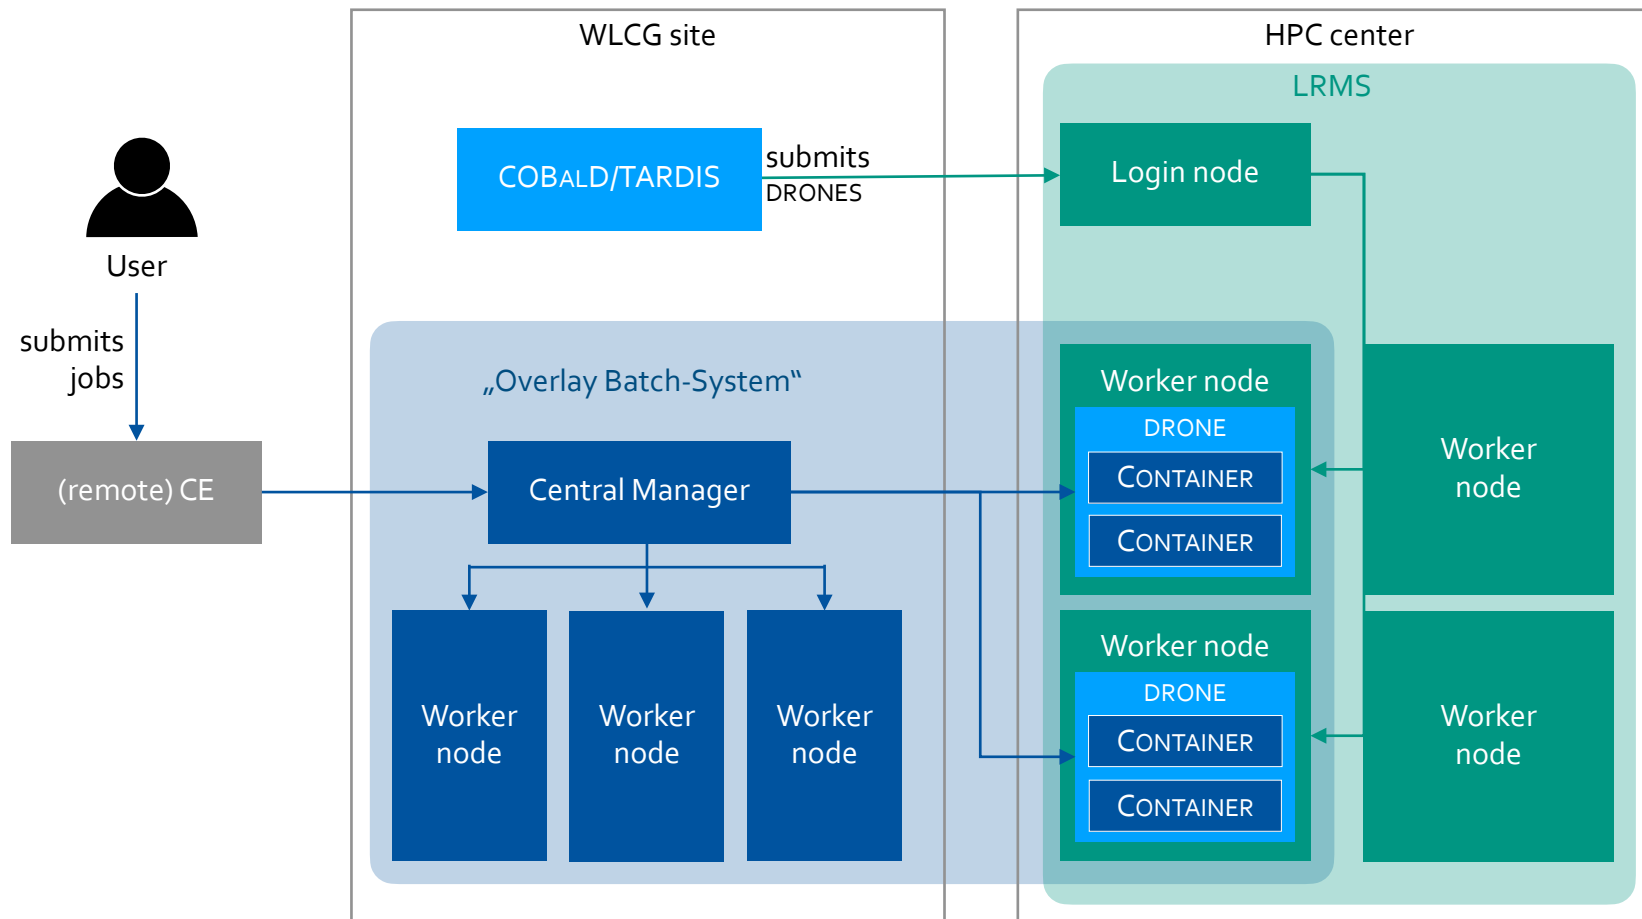 WLCG site
HPC center
LRMS
COBALD/TARDIS
submits
DRONES
Login node
User
submits
jobs
„Overlay Batch-System“
(remote) CE
Central Manager
Worker node
DRONE
CONTAINER
CONTAINER
Worker
node
Worker
node
Worker
node
Worker
node
Worker node
DRONE
CONTAINER
CONTAINER
Worker
node